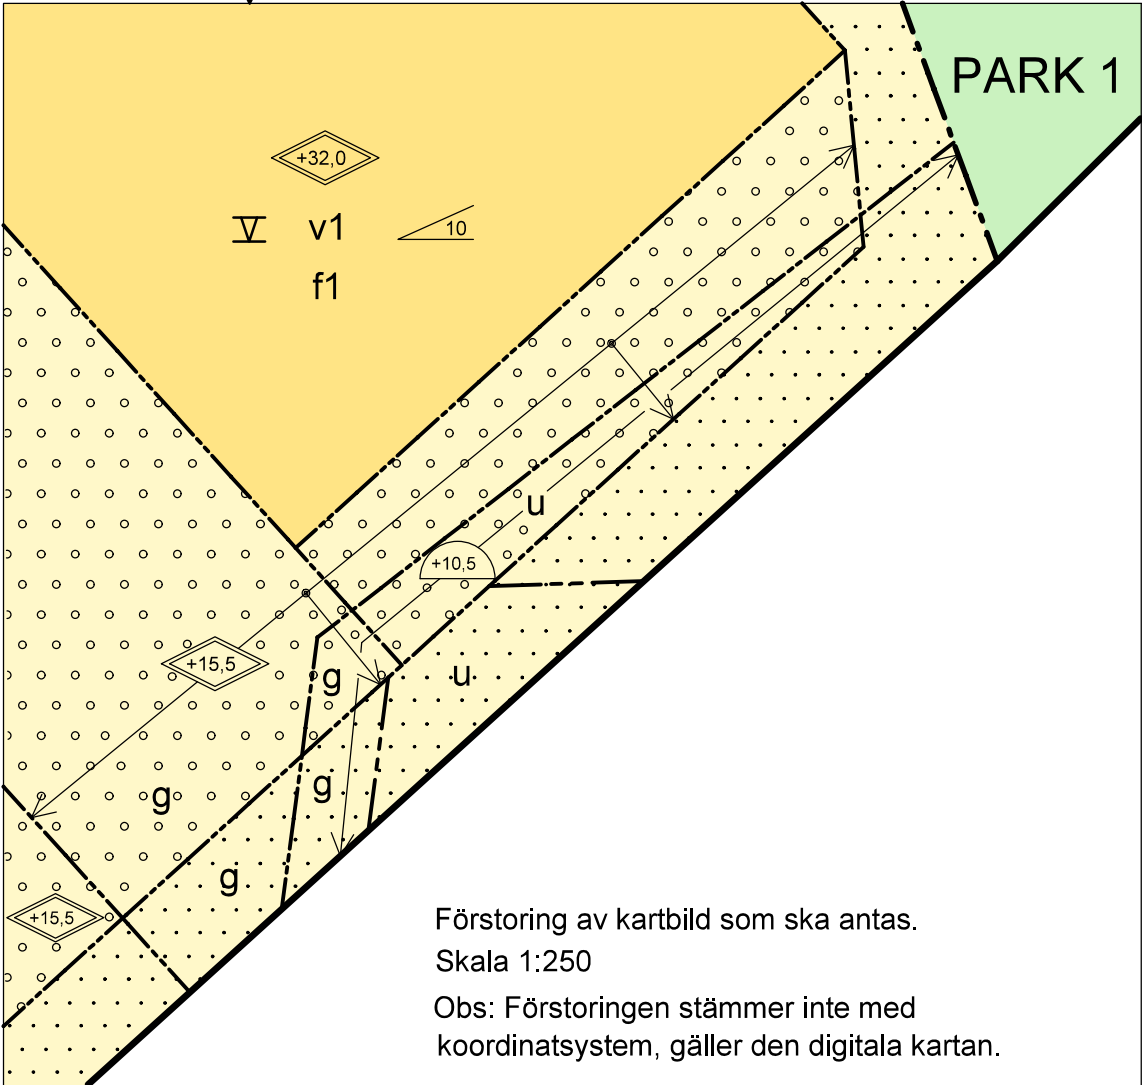 PARK 1
+32,0
V v1 10
f1
u
+10,5
+15,5
g
u
g
g
g
+15,5
Förstoring av kartbild som ska antas.
Skala 1:250
Obs: Förstoringen stämmer inte med
koordinatsystem, gäller den digitala kartan.